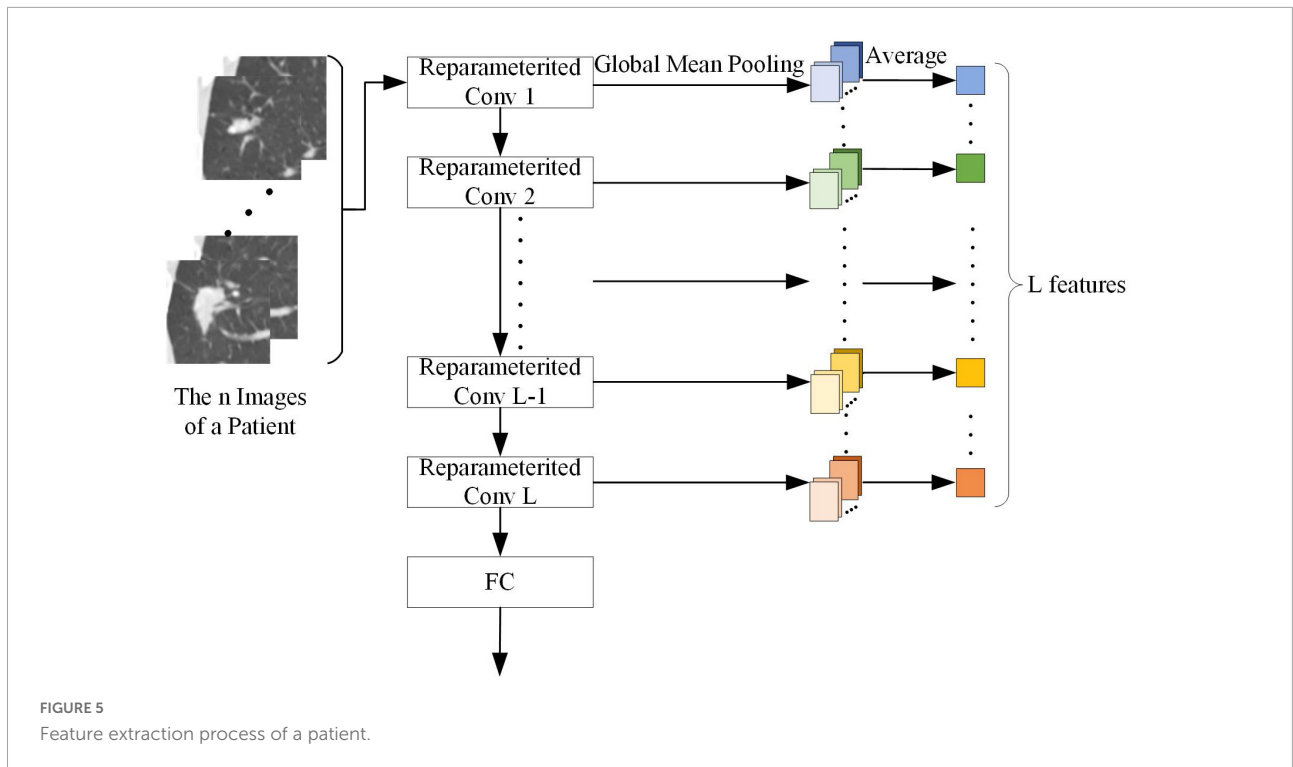 Reparameterited
Conv 1
Global Mean Pooling
Average
Reparameterited
Conv 2
L features
Reparameterited
Conv L-1
The n Images
of a Patient
Reparameterited
Conv L
FC
FIGURE 5
Feature extraction process of a patient.